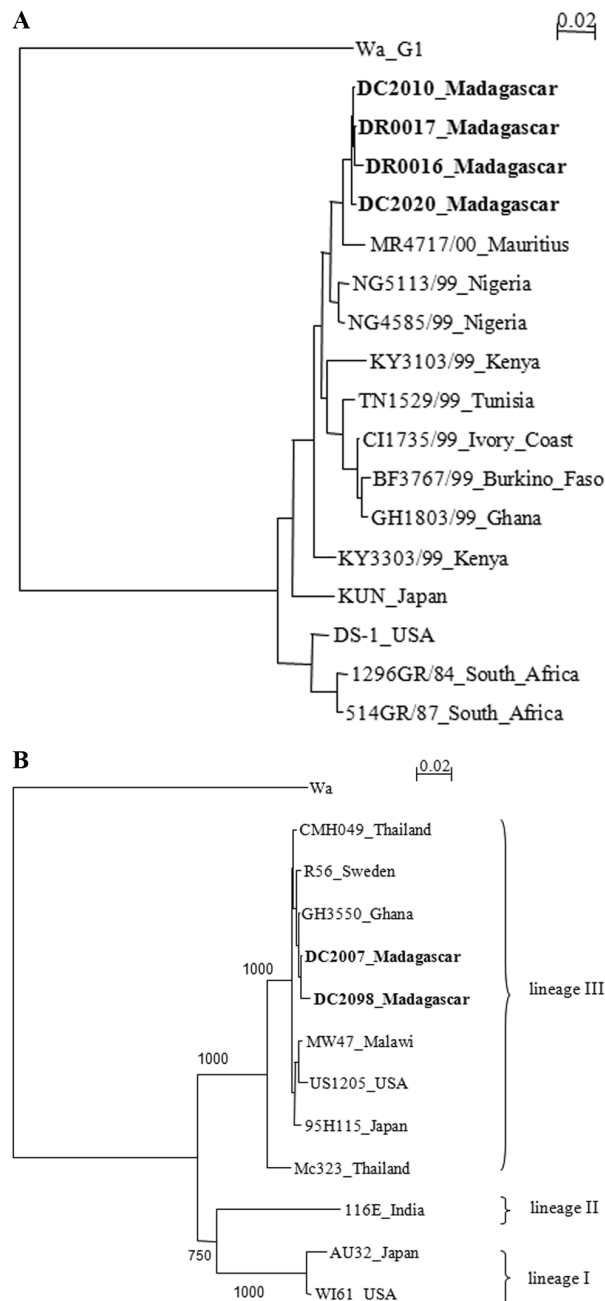 A
0.02
Wa_G1
DC2010_Madagascar
DR0017_Madagascar
DR0016_Madagascar
DC2020_Madagascar
MR4717/00_Mauritius
NG5113/99_Nigeria
NG4585/99_Nigeria
KY3103/99_Kenya
TN1529/99_Tunisia
CI1735/99_Ivory_Coast
BF3767/99_Burkino_Faso
GH1803/99_Ghana
KY3303/99_Kenya
KUN_Japan
DS-1_USA
1296GR/84_South_Africa
514GR/87_South_Africa
B
0.02
Wa
CMH049_Thailand
R56_Sweden
GH3550_Ghana
DC2007_Madagascar
1000
DC2098_Madagascar
lineage III
MW47_Malawi
1000
US1205_USA
95H115_Japan
Mc323_Thailand
116E_India
lineage II
750
AU32_Japan
lineage I
1000
WI61_USA